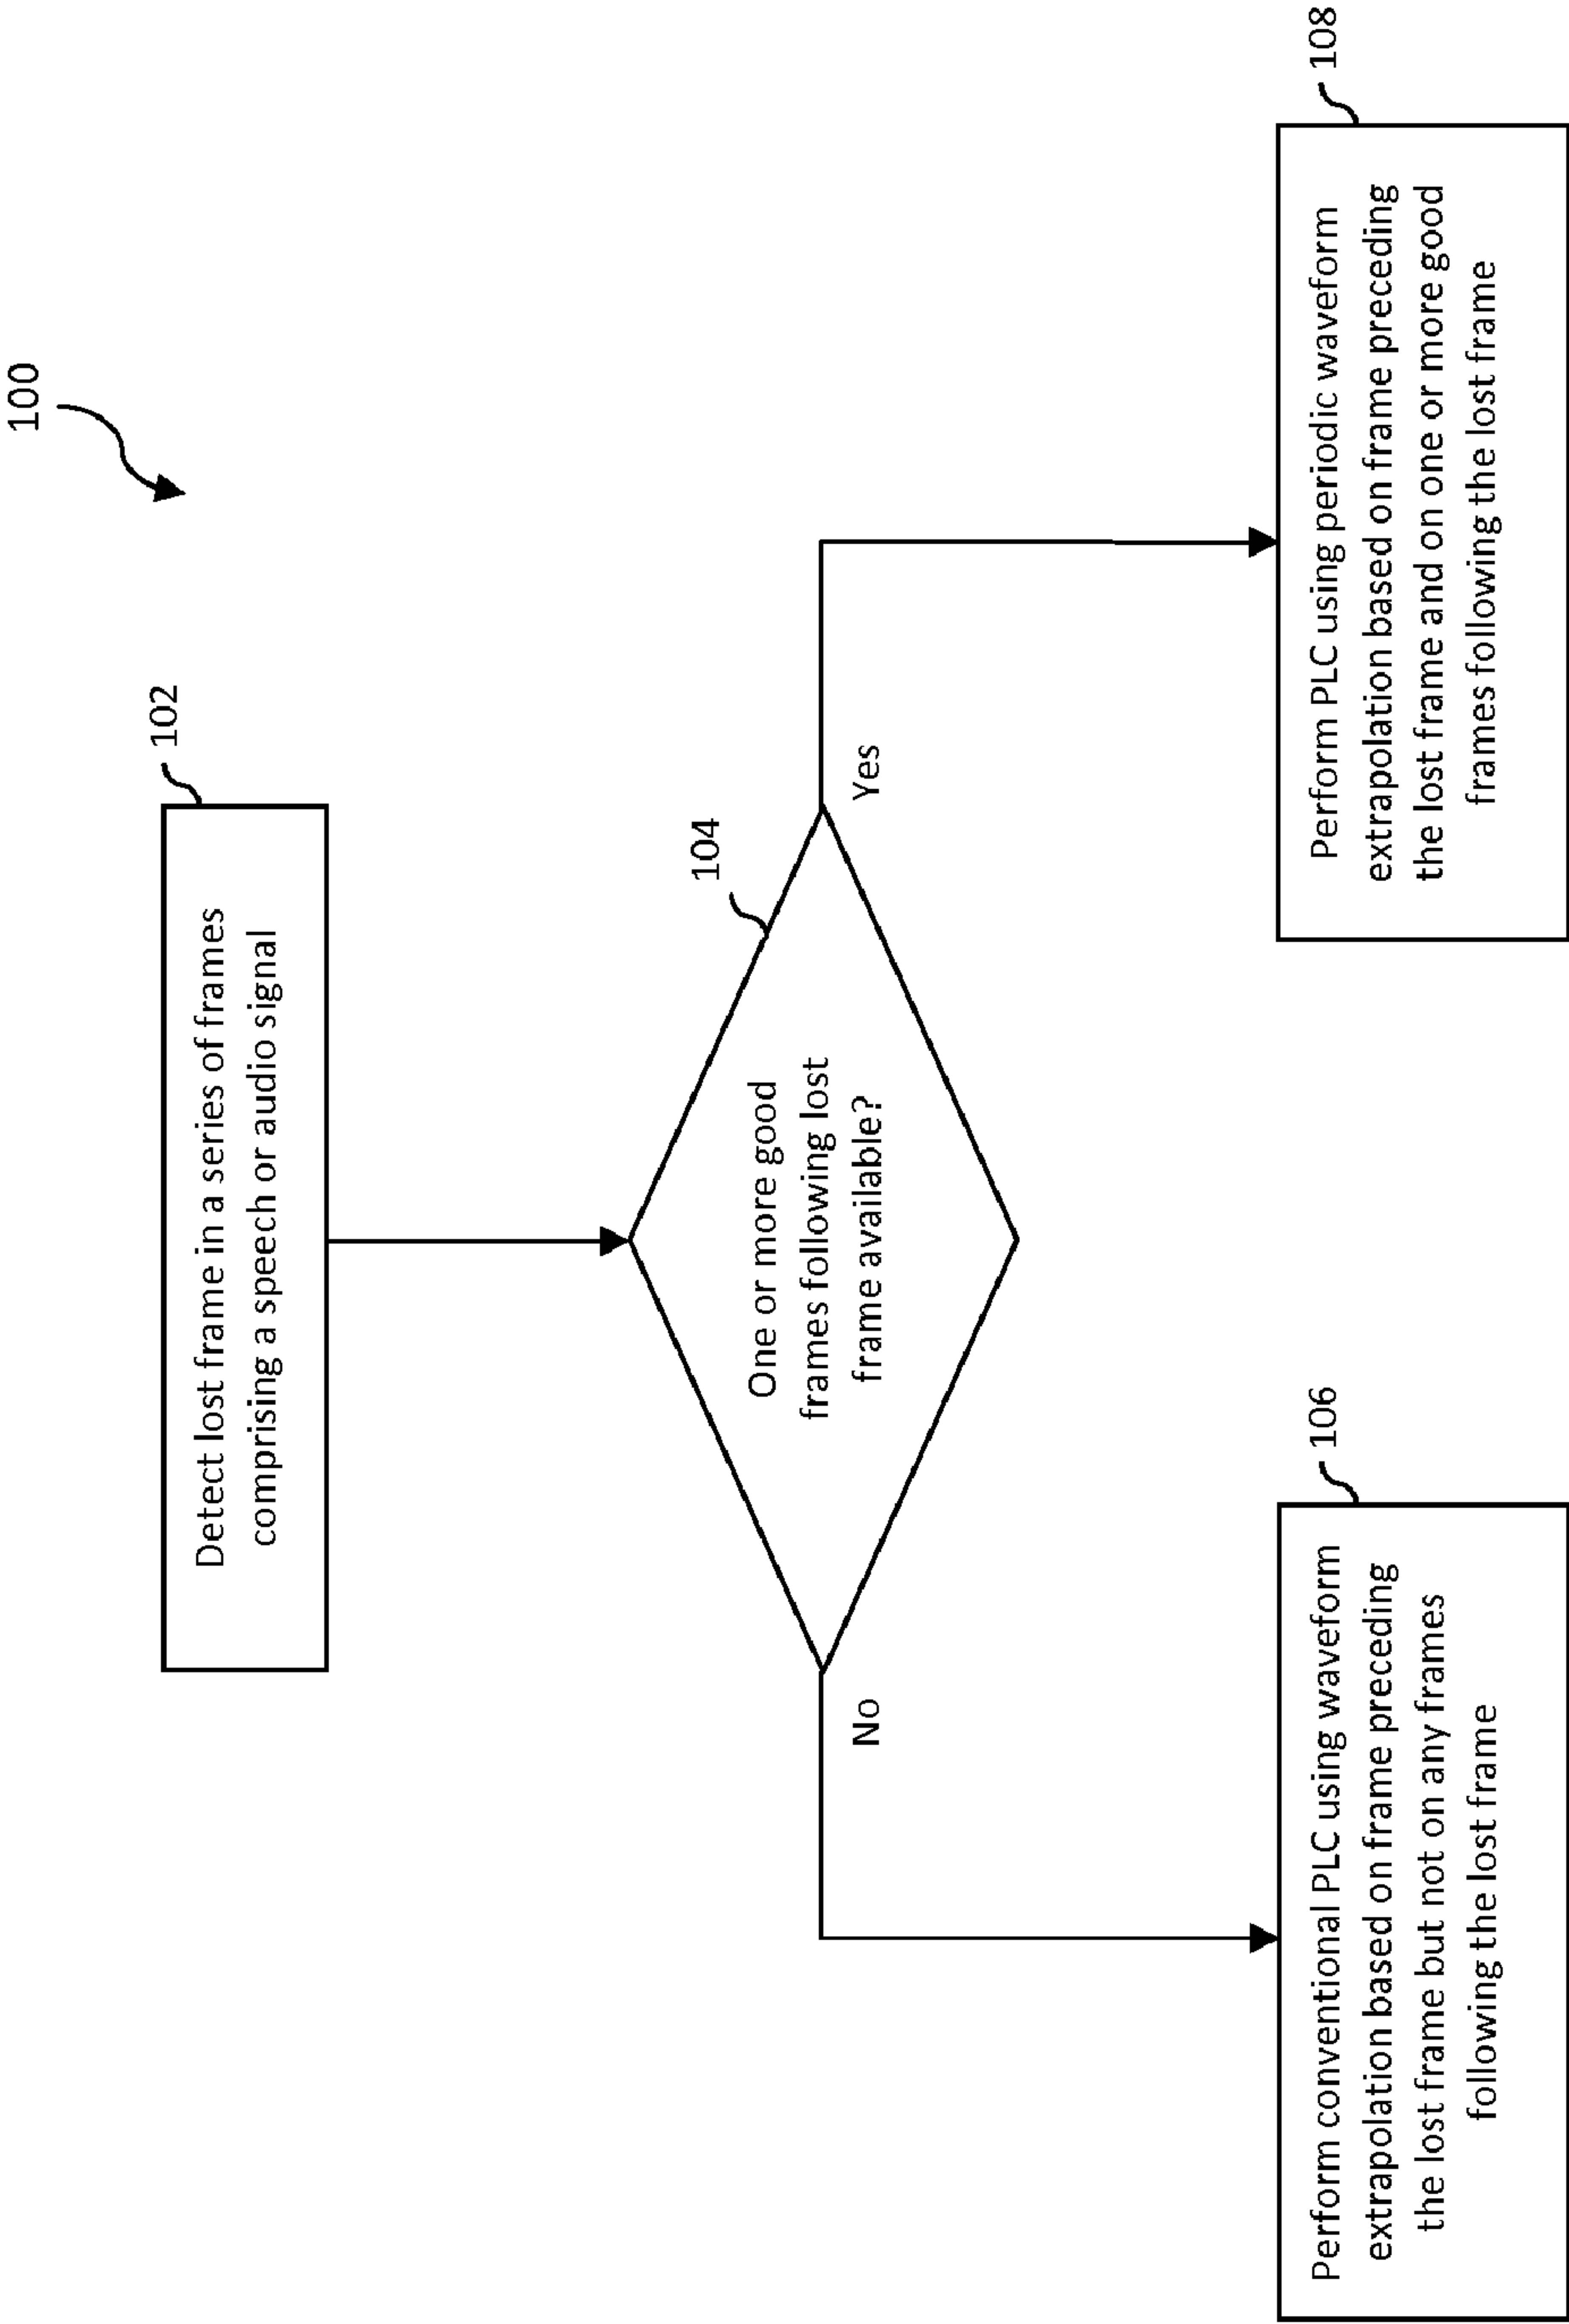 100
102
Detect lost frame in a series of frames
comprising a speech or audio signal
104
One or more good
frames following lost
frame available?
No
Yes
106
Perform conventional PLC using waveform
extrapolation based on frame preceding
the lost frame but not on any frames
following the lost frame
108
Perform PLC using periodic waveform
extrapolation based on frame preceding
the lost frame and on one or more good
frames following the lost frame